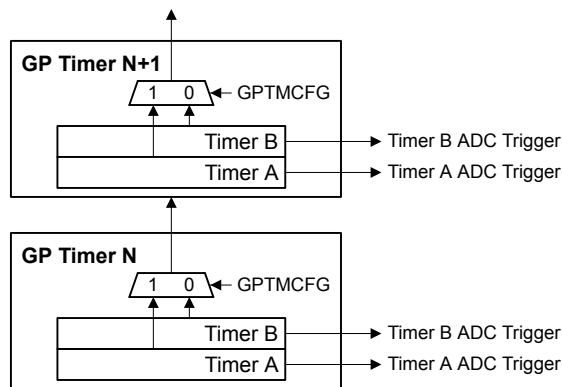 GP Timer N+1
1 0 GPTMCFG
Timer B Timer B ADC Trigger
Timer A Timer A ADC Trigger
GP Timer N
1 0 GPTMCFG
Timer B Timer B ADC Trigger
Timer A Timer A ADC Trigger